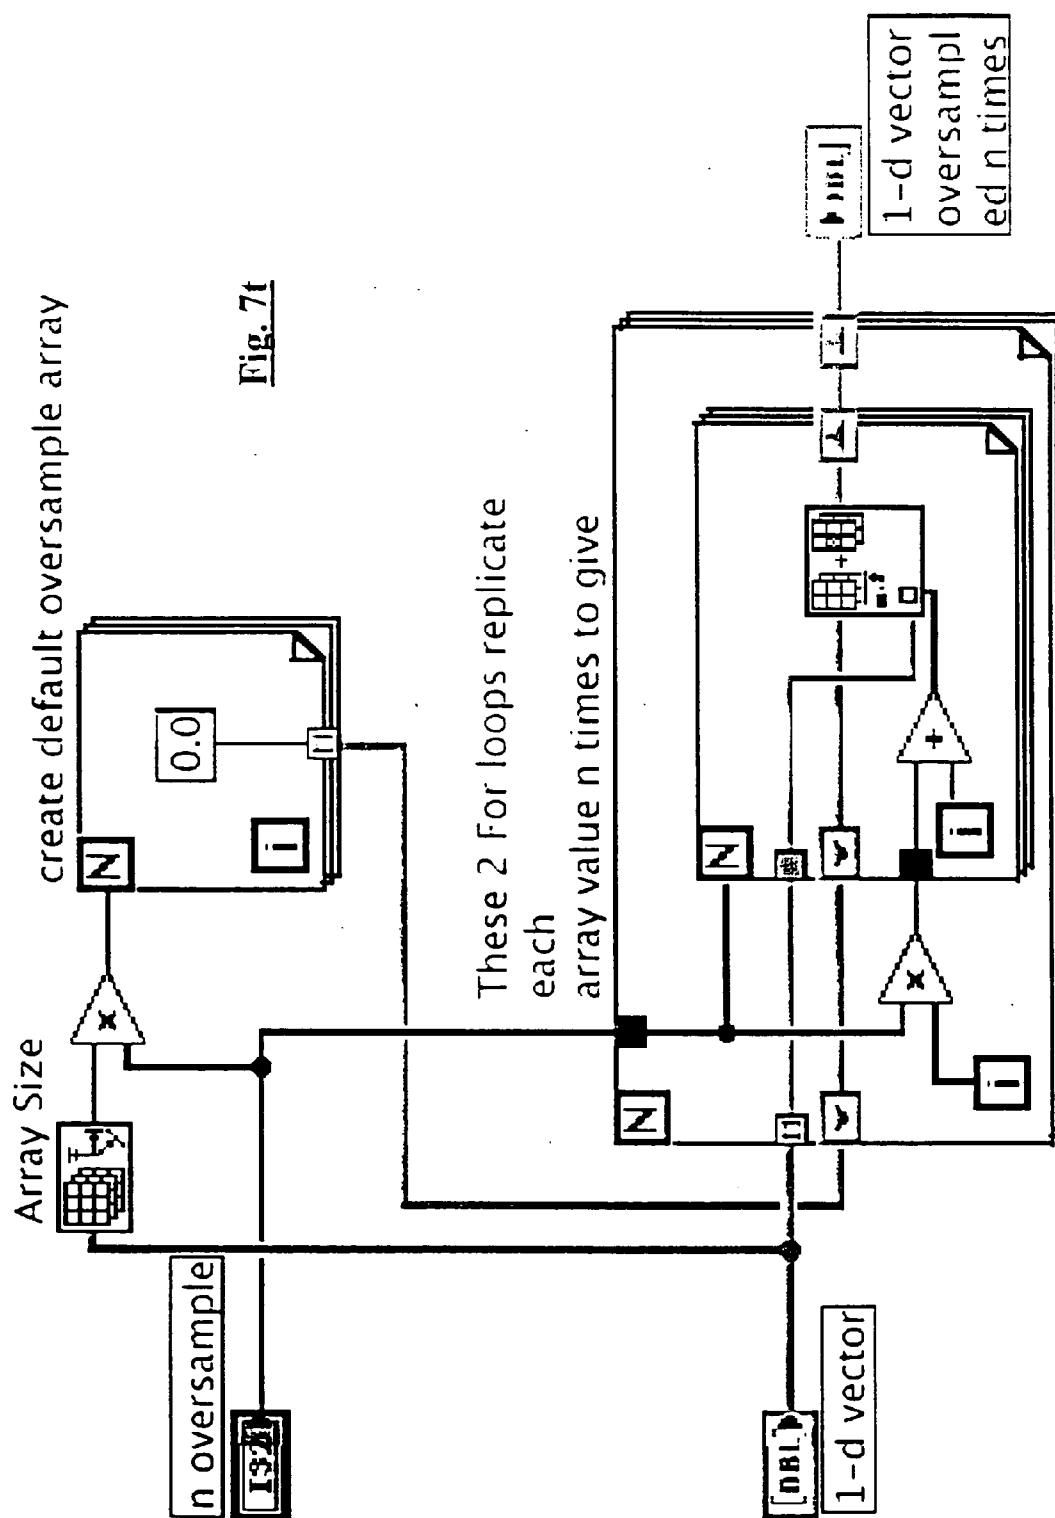 Array Size
create default oversample array
n oversample
I32
N
0.0
i
x
Fig. 7t
These 2 For loops replicate
each
array value n times to give
N
N
i
i
x
+
+
[DBL]
1-d vector
DBL]
1-d vector
oversampl
ed n times